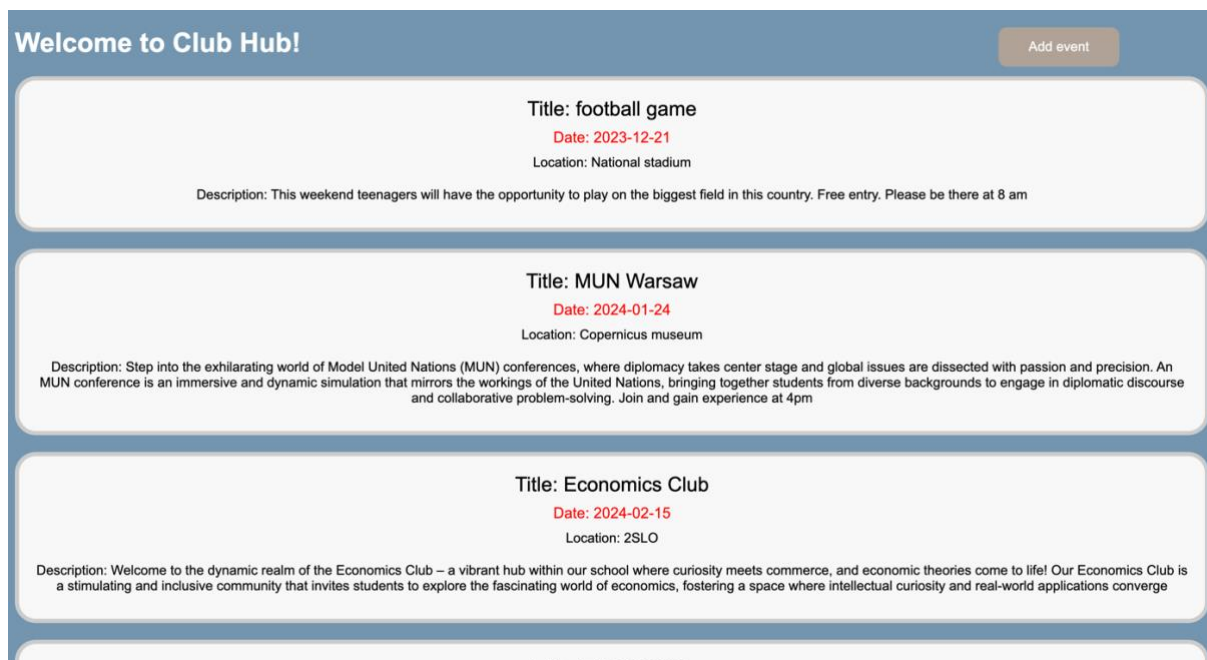 Welcome to Club Hub!
Add event
Title: football game
Date: 2023-12-21
Location: National stadium
Description: This weekend teenagers will have the opportunity to play on the biggest field in this country. Free entry. Please be there at 8 am
Title: MUN Warsaw
Date: 2024-01-24
Location: Copernicus museum
Description: Step into the exhilarating world of Model United Nations (MUN) conferences, where diplomacy takes center stage and global issues are dissected with passion and precision. An
MUN conference is an immersive and dynamic simulation that mirrors the workings of the United Nations, bringing together students from diverse backgrounds to engage in diplomatic discourse
and collaborative problem-solving. Join and gain experience at 4pm
Title: Economics Club
Date: 2024-02-15
Location: 2SLO
Description: Welcome to the dynamic realm of the Economics Club – a vibrant hub within our school where curiosity meets commerce, and economic theories come to life! Our Economics Club is
a stimulating and inclusive community that invites students to explore the fascinating world of economics, fostering a space where intellectual curiosity and real-world applications converge